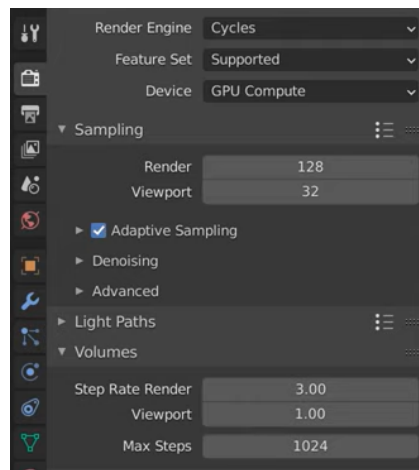 Render Engine Cycles
Feature Set Supported
Device GPU Compute
Sampling
Render 128
Viewport 32
Adaptive Sampling
Denoising
Advanced
Light Paths
Volumes
Step Rate Render 3.00
Viewport 1.00
Max Steps 1024